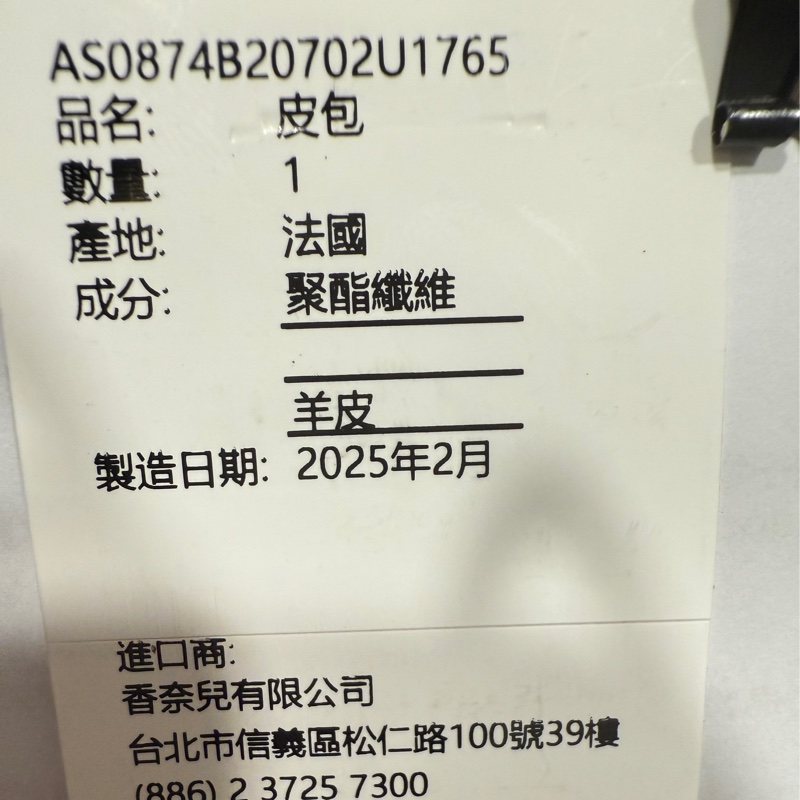 AS0874B20702U1765
品名: 皮包
數量: 1
產地: 法國
成分: 聚酯纖維
羊皮
製造日期: 2025年2月
進口商:
香奈兒有限公司
台北市信義區松仁路100號39樓
(886) 2 3725 7300